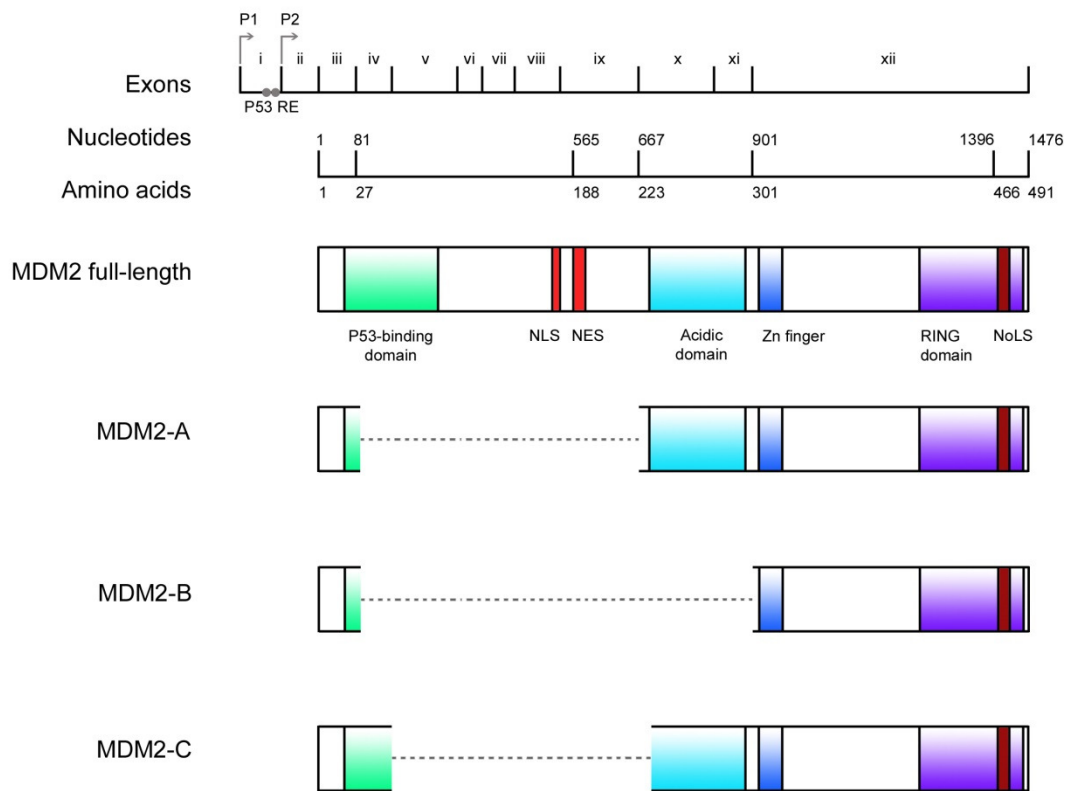 P1 P2
i ii iii iv v vi vii viii ix x xi xii
Exons
P53 RE
Nucleotides 1 81 565 667 901 1396 1476
Amino acids 1 27 188 223 301 466 491
MDM2 full-length
P53-binding domain
NLS
NES
Acidic domain
Zn finger
RING domain
NoLS
MDM2-A
MDM2-B
MDM2-C